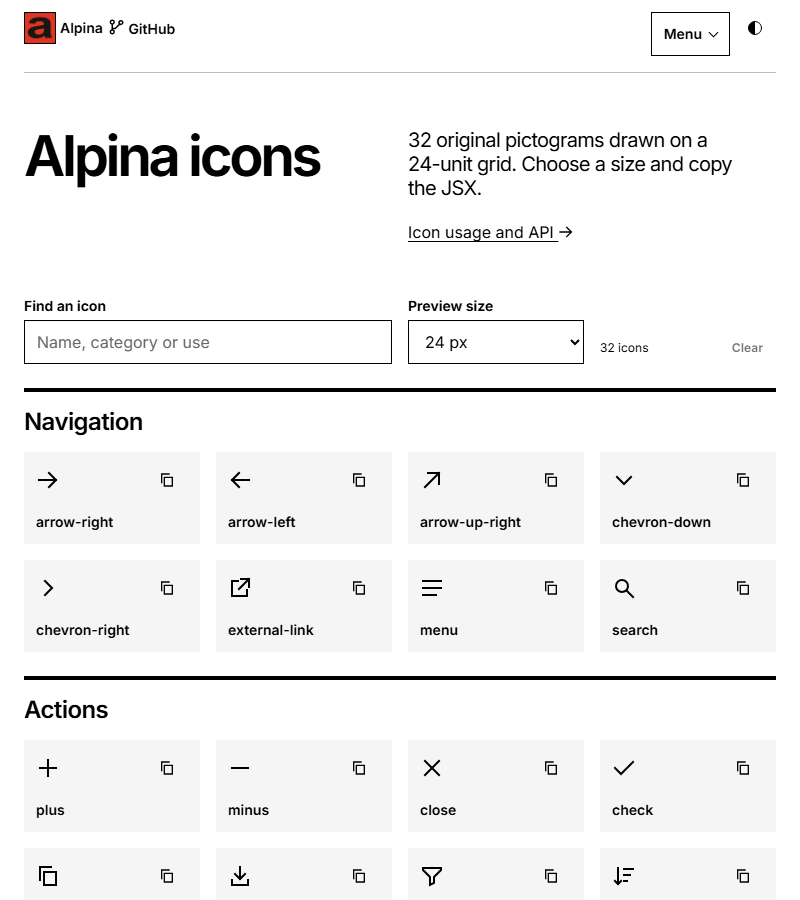 a Alpina GitHub
Menu
Alpina icons
32 original pictograms drawn on a
24-unit grid. Choose a size and copy
the JSX.
Icon usage and API
Find an icon
Name, category or use
Preview size
24 px
32 icons
Clear
Navigation
arrow-right
arrow-left
arrow-up-right
chevron-down
chevron-right
external-link
menu
search
Actions
plus
minus
close
check